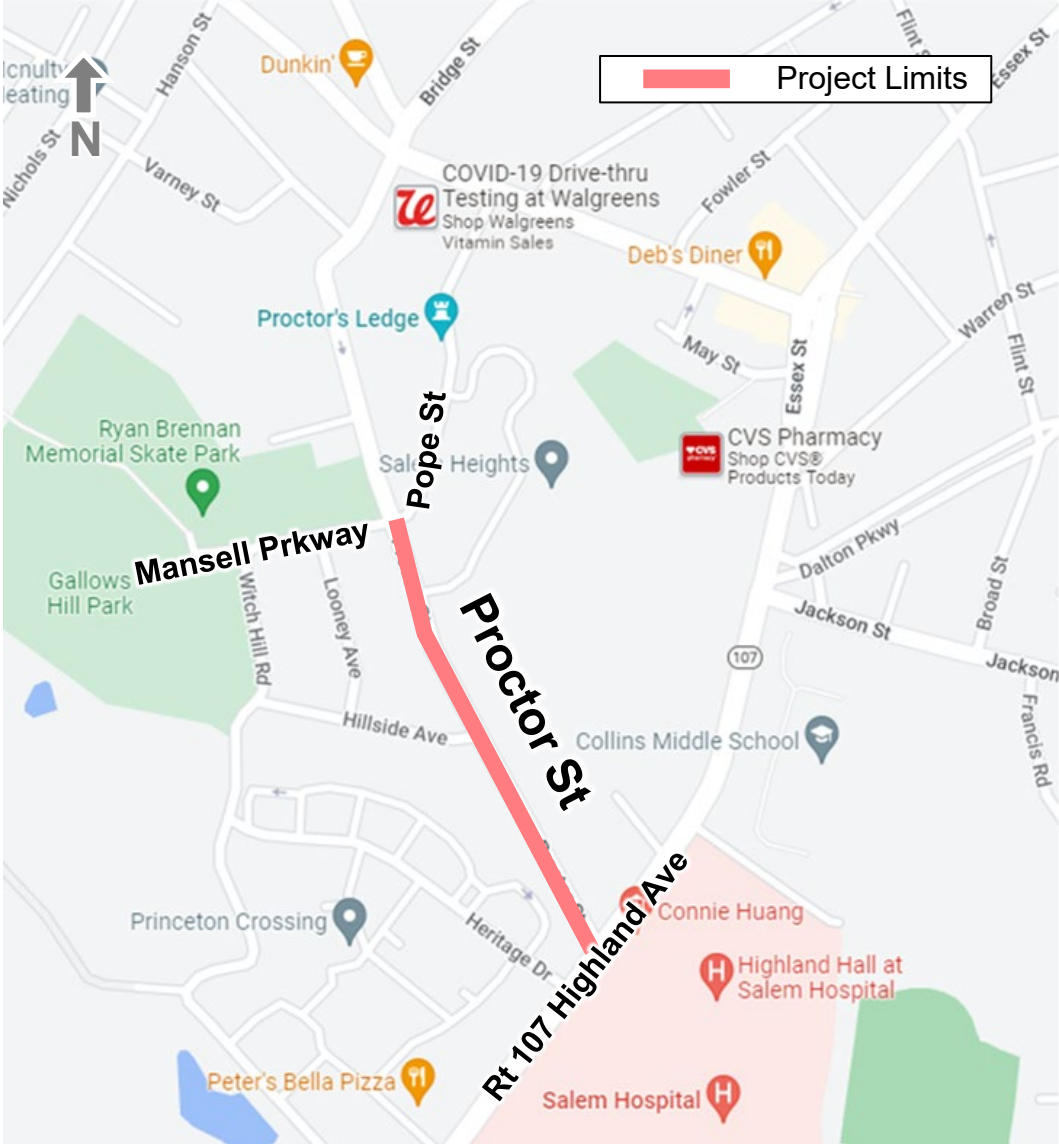 Hanson St
Dunkin'
Bridge St
Project Limits
Flint
Essex St
N
Nichols St
Varney St
COVID-19 Drive-thru
Testing at Walgreens
Shop Walgreens
Vitamin Sales
Fowler St
Deb's Diner
Proctor's Ledge
Warren St
May St
Essex St
Flint St
Ryan Brennan
Memorial Skate Park
Pope St
Heights
CVS Pharmacy
Shop CVS®
Products Today
CVS
pharmacy
Mansell Prkway
Dalton Pkwy
Gallows
Hill Park
Witch Hill Rd
Looney Ave
Proctor St
Jackson St
Broad St
Jackson
107
Francis Rd
Hillside Ave
Collins Middle School
Princeton Crossing
Connie Huang
Heritage Dr
Rt 107 Highland Ave
H
Highland Hall at
Salem Hospital
Peter's Bella Pizza
Salem Hospital
H